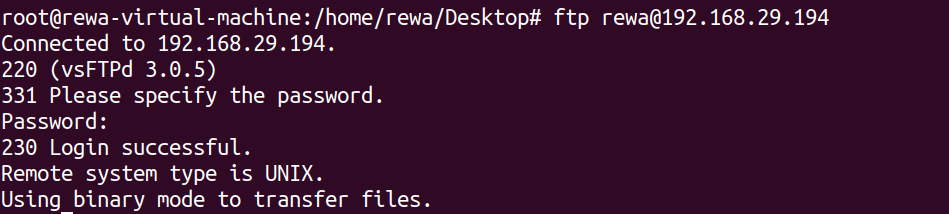 root@rewa-virtual-machine:/home/rewa/Desktop# ftp rewa@192.168.29.194
Connected to 192.168.29.194.
220 (vsFTPd 3.0.5)
331 Please specify the password.
Password:
230 Login successful.
Remote system type is UNIX.
Using binary mode to transfer files.